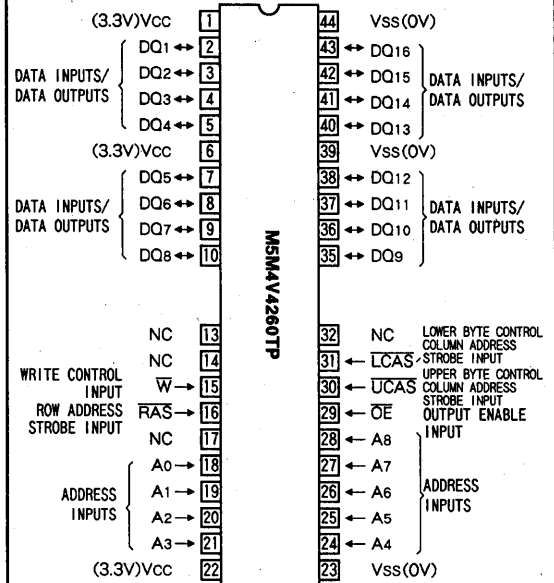 (3.3V)Vcc 1 44 Vss(0V)
DQ1 2 43 DQ16
DQ2 3 42 DQ15
DATA INPUTS/ DATA INPUTS/
DATA OUTPUTS DATA OUTPUTS
DQ3 4 41 DQ14
DQ4 5 40 DQ13
(3.3V)Vcc 6 39 Vss(0V)
DQ5 7 38 DQ12
DATA INPUTS/ DATA INPUTS/
DATA OUTPUTS DATA OUTPUTS
DQ6 8 37 DQ11
DQ7 9 36 DQ10
DQ8 10 35 DQ9
M5M4V4260TP
NC 13 32 NC
NC 14 31 LCAS
LOWER BYTE CONTROL
COLUMN ADDRESS
STROBE INPUT
WRITE CONTROL
INPUT
W 15 30 UCAS
UPPER BYTE CONTROL
COLUMN ADDRESS
STROBE INPUT
ROW ADDRESS
STROBE INPUT
RAS 16 29 OE
OUTPUT ENABLE
INPUT
NC 17 28 A8
A0 18 27 A7
A1 19 26 A6
ADDRESS ADDRESS
INPUTS INPUTS
A2 20 25 A5
A3 21 24 A4
(3.3V)Vcc 22 23 Vss(0V)